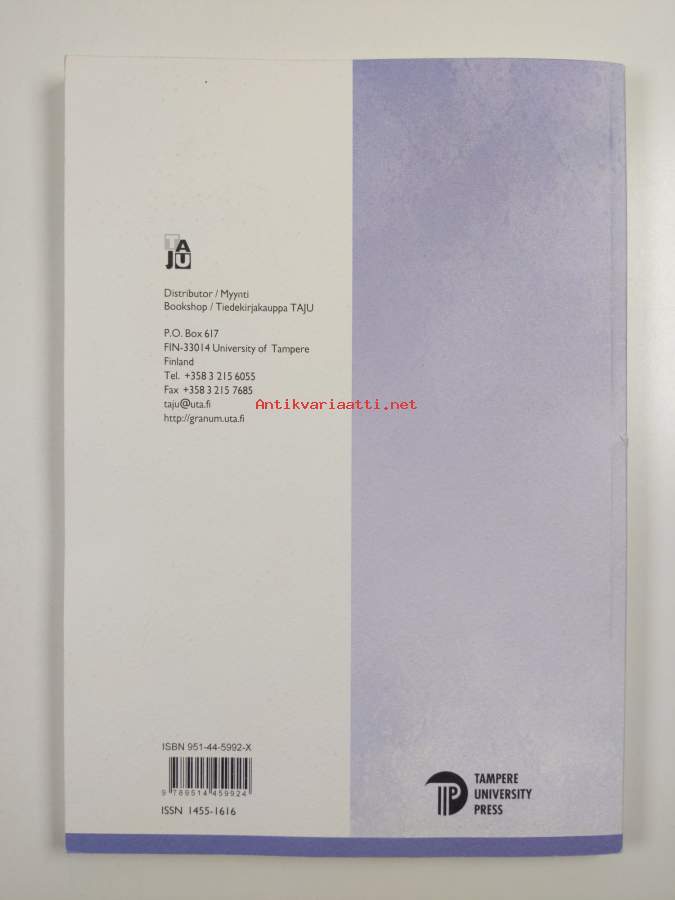 TA
JU
Distributor / Myynti
Bookshop / Tiedekirjakauppa TAJU
P.O. Box 617
FIN-33014 University of Tampere
Finland
Tel. +358 3 215 6055
Fax +358 3 215 7685
taju@uta.fi
http://granum.uta.fi
Antikvariaatti.net
ISBN 951-44-5992-X
9 789514 459924
ISSN 1455-1616
TAMPERE
UNIVERSITY
PRESS